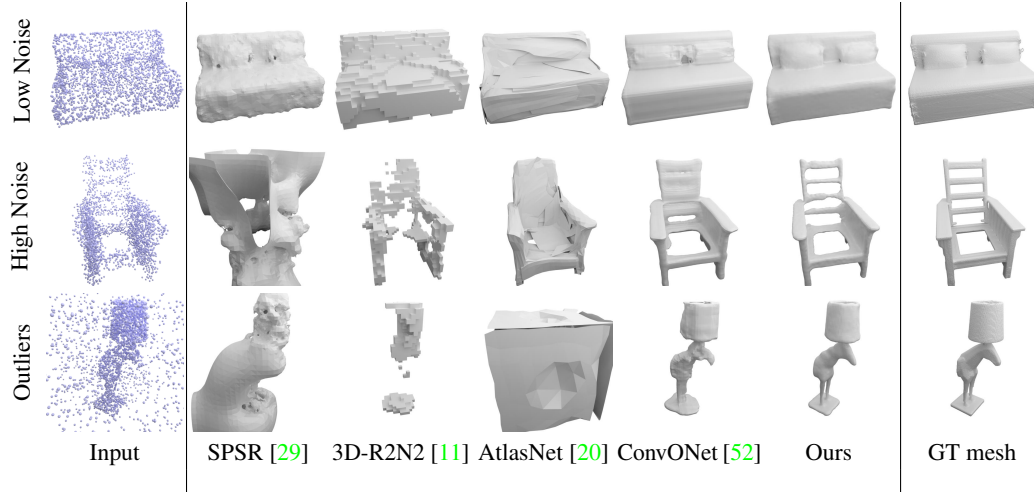 Low Noise
High Noise
Outliers
Input SPSR [29] 3D-R2N2 [11] AtlasNet [20] ConvONet [52] Ours GT mesh